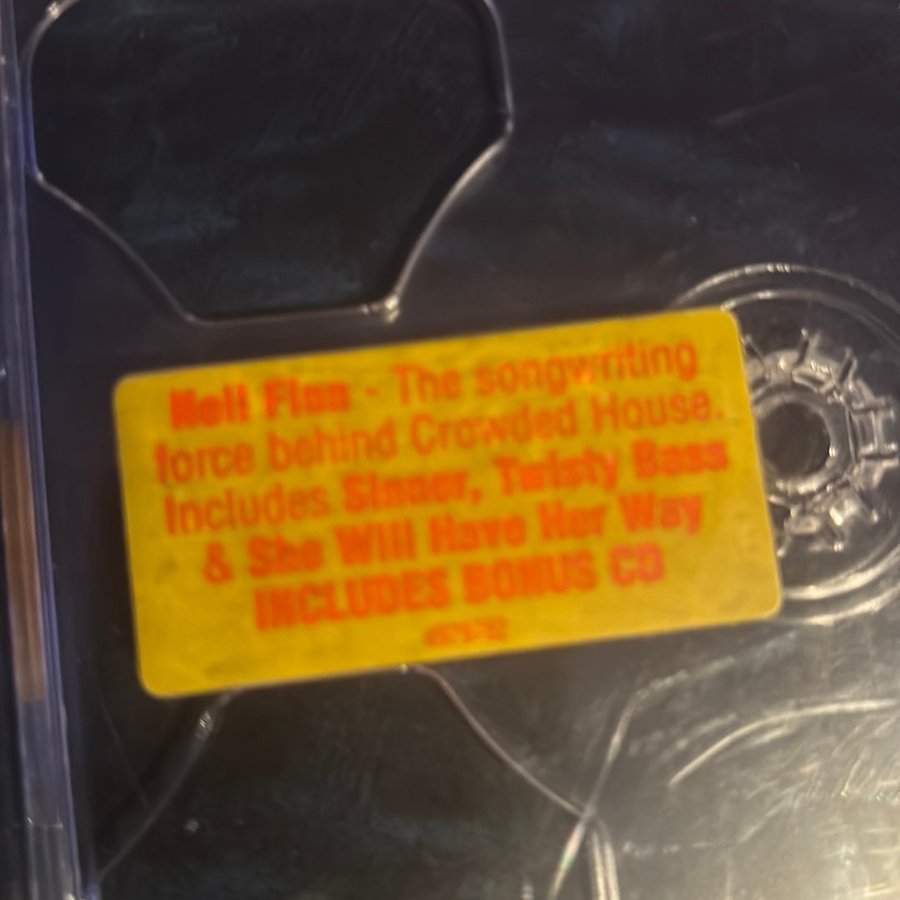 Neil Finn - The songwriting
force behind Crowded House.
Includes Sinner, Twisty Bass
& She Will Have Her Way
INCLUDES BONUS CD